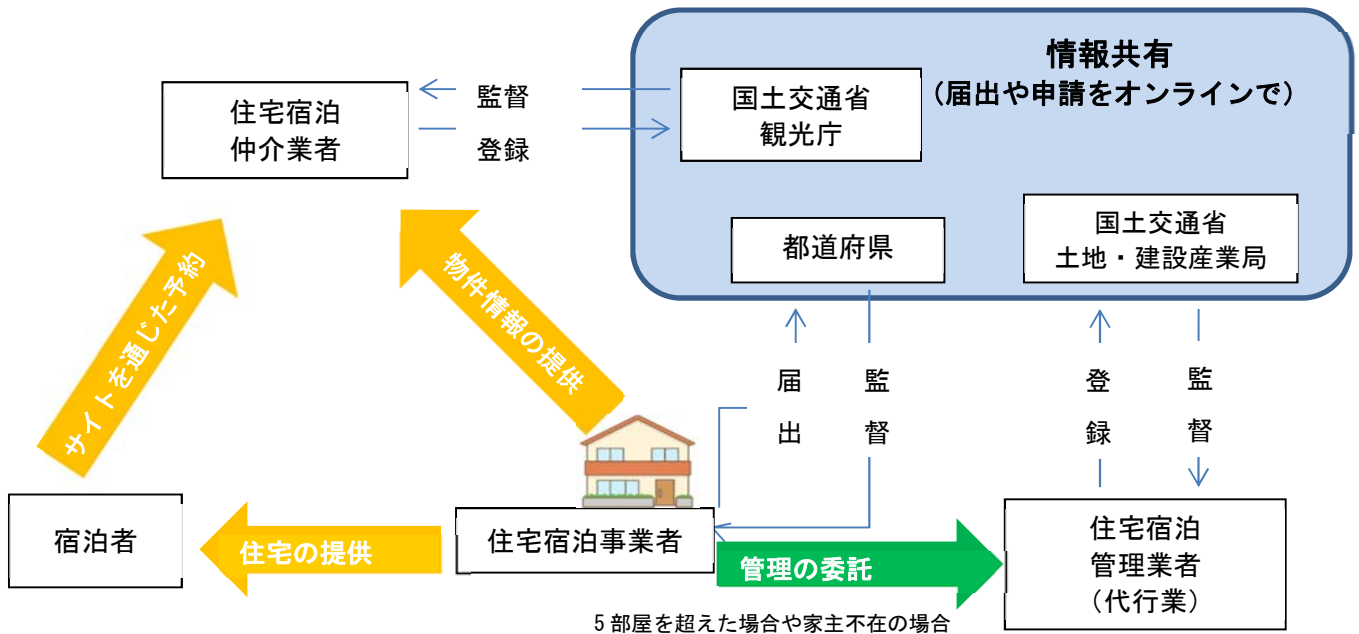 情報共有
（届出や申請をオンラインで）
国土交通省
観光庁
住宅宿泊
仲介業者
監督
登録
都道府県
国土交通省
土地・建設産業局
サイトを通じた予約
物件情報の提供
届出
監督
登録
監督
宿泊者
住宅の提供
住宅宿泊事業者
管理の委託
住宅宿泊
管理業者
（代行業）
5部屋を超えた場合や家主不在の場合